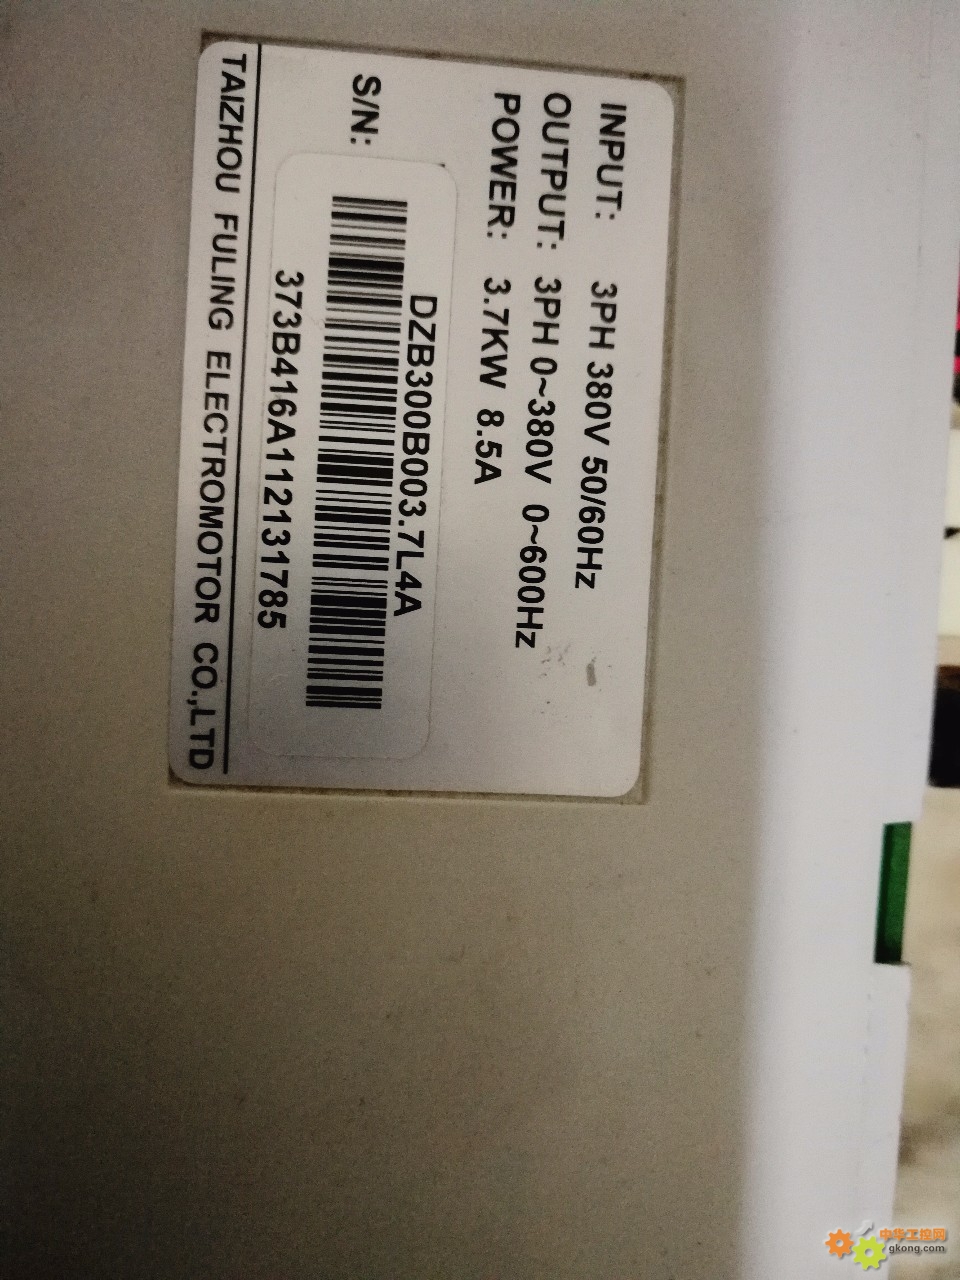 INPUT: 3PH 380V 50/60Hz
OUTPUT: 3PH 0~380V 0~600Hz
POWER: 3.7KW 8.5A
DZB300B003.7L4A
S/N:
373B416A112131785
TAIZHOU FULING ELECTROMOTOR CO.,LTD
中华工控网
gkong.com